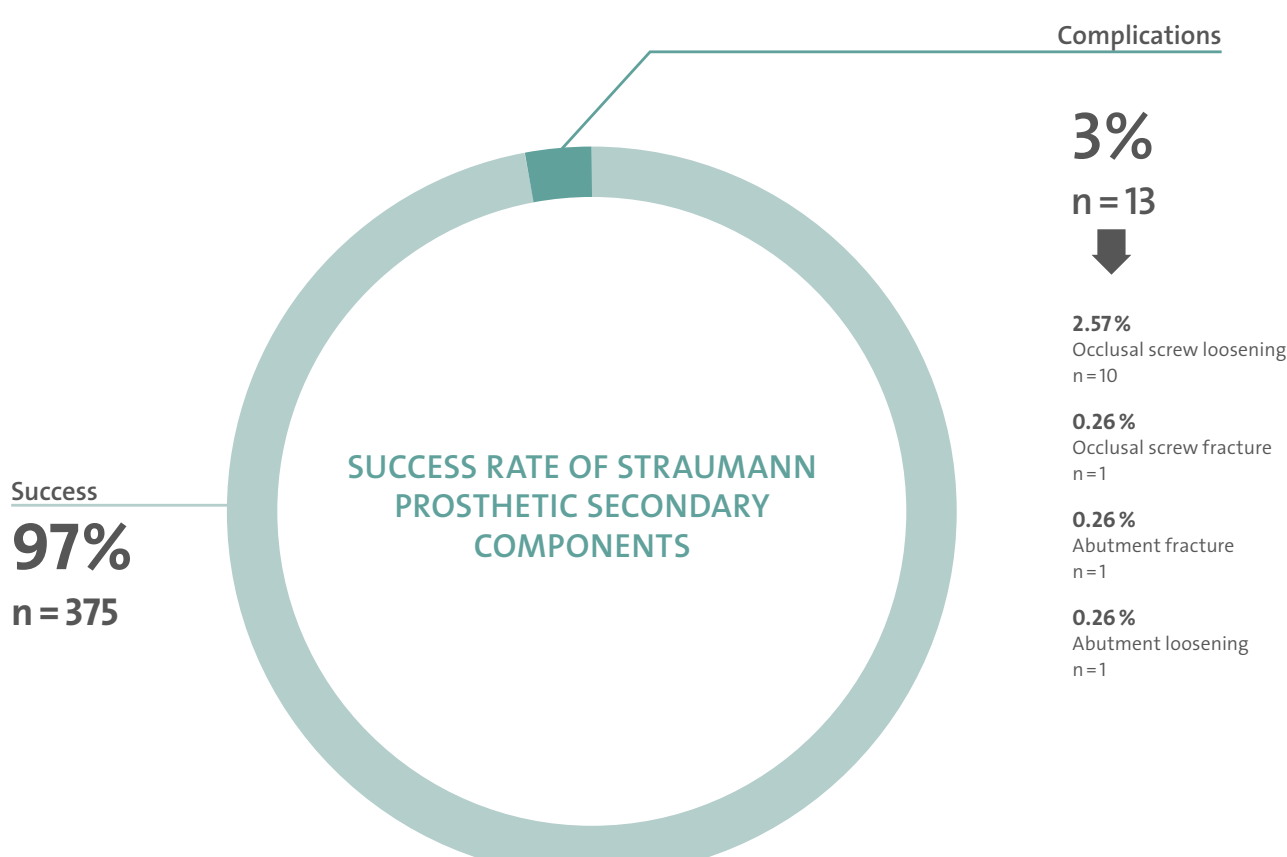 Complications
3%
n = 13
2.57%
Occlusal screw loosening
n = 10
0.26%
Occlusal screw fracture
n = 1
0.26%
Abutment fracture
n = 1
0.26%
Abutment loosening
n = 1
SUCCESS RATE OF STRAUMANN
PROSTHETIC SECONDARY
COMPONENTS
Success
97%
n = 375